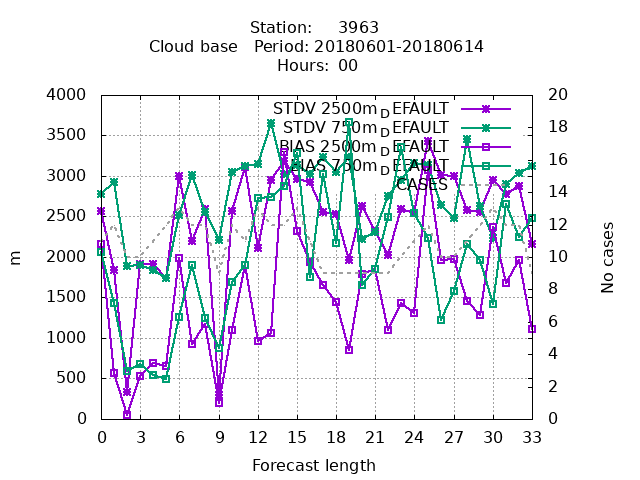 Station: 3963
Cloud base Period: 20180601-20180614
Hours: 00
4000
3500
3000
2500
2000
1500
1000
500
0
m
STDV 2500m_DEFAULT
STDV 750m_DEFAULT
BIAS 2500m_DEFAULT
BIAS 750m_DEFAULT
CASES
20
18
16
14
12
10
8
6
4
2
0
No cases
0 3 6 9 12 15 18 21 24 27 30 33
Forecast length